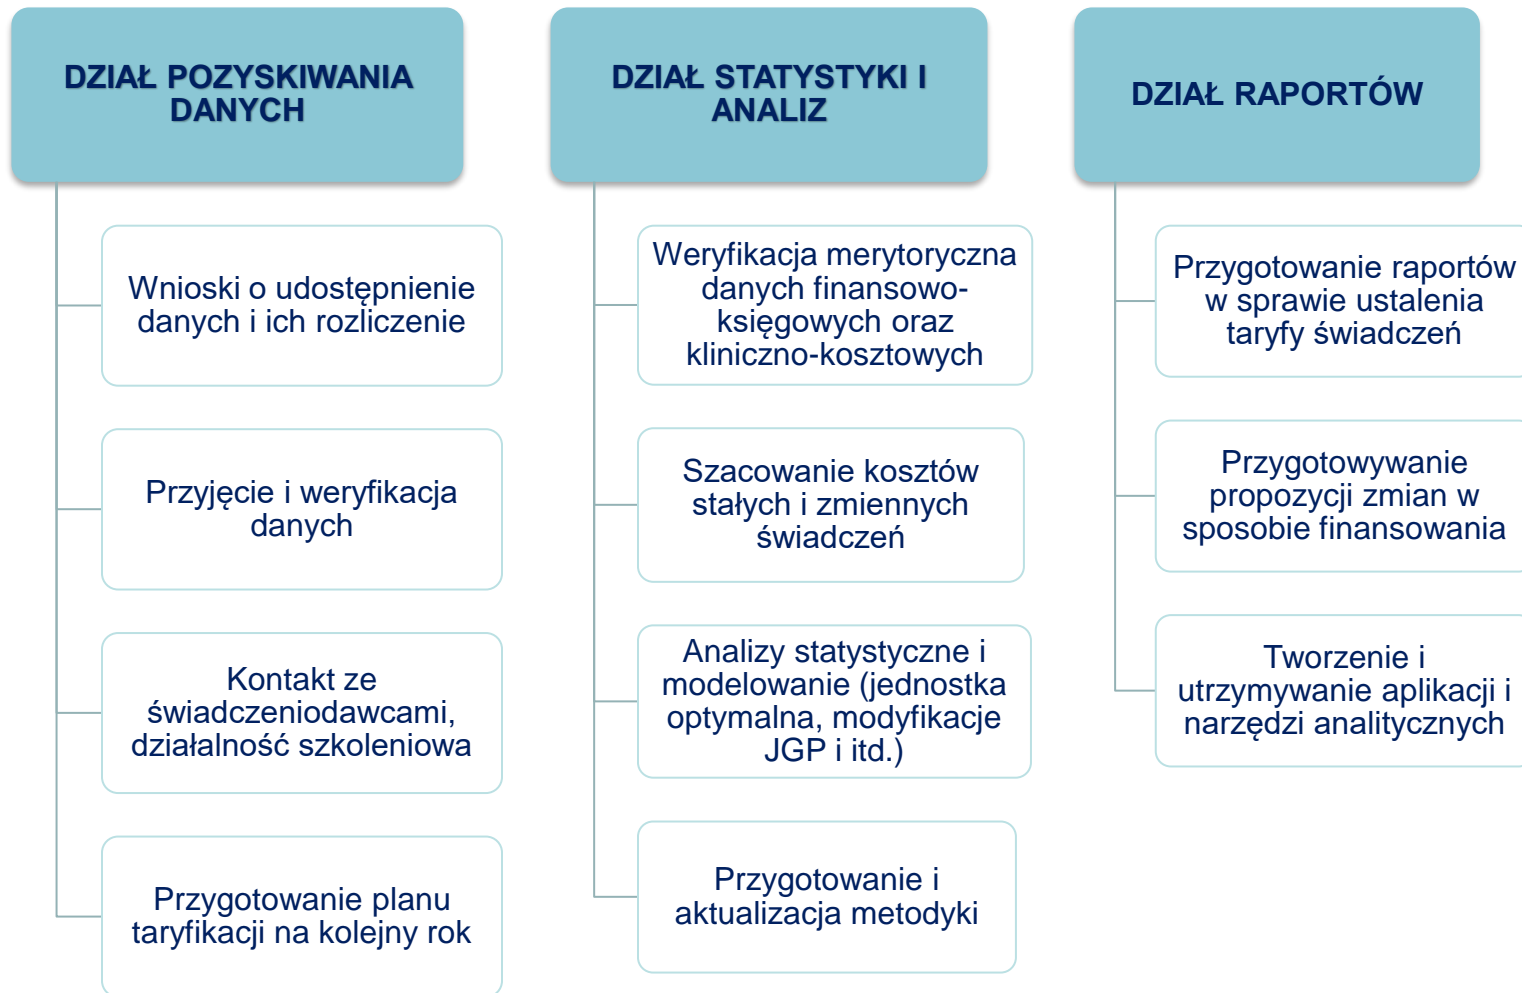 DZIAŁ POZYSKIWANIA
DANYCH
Wnioski o udostępnienie
danych i ich rozliczenie
Przyjęcie i weryfikacja
danych
Kontakt ze
świadczeniodawcami,
działalność szkoleniowa
Przygotowanie planu
taryfikacji na kolejny rok
DZIAŁ STATYSTYKI I
ANALIZ
Weryfikacja merytoryczna
danych finansowo-
księgowych oraz
kliniczno-kosztowych
Szacowanie kosztów
stałych i zmiennych
świadczeń
Analizy statystyczne i
modelowanie (jednostka
optymalna, modyfikacje
JGP i itd.)
Przygotowanie i
aktualizacja metodyki
DZIAŁ RAPORTÓW
Przygotowanie raportów
w sprawie ustalenia
taryfy świadczeń
Przygotowywanie
propozycji zmian w
sposobie finansowania
Tworzenie i
utrzymywanie aplikacji i
narzędzi analitycznych